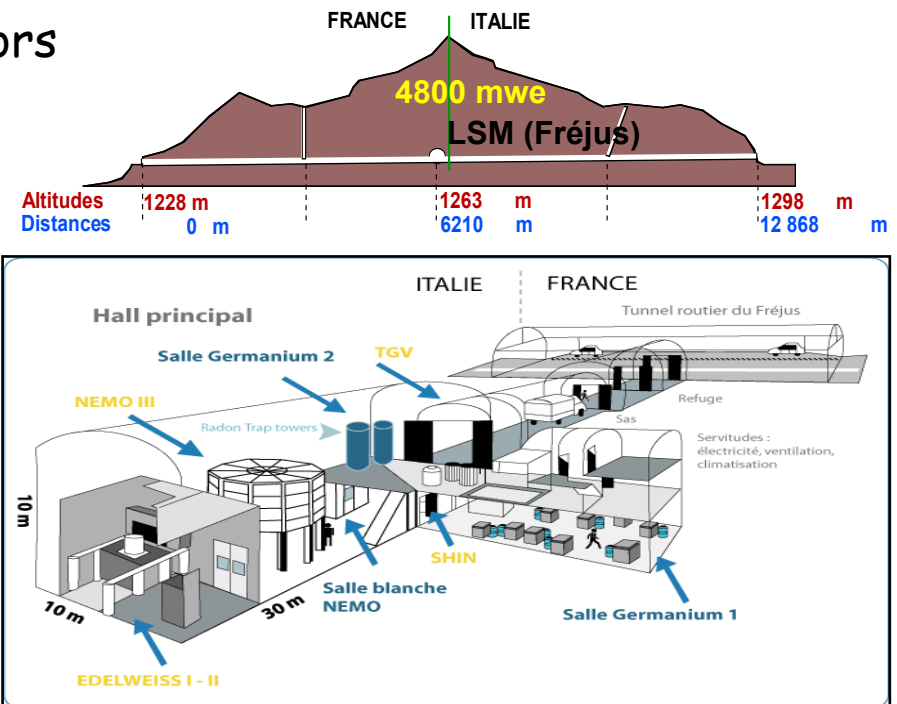 ors
FRANCE ITALIE
4800 mwe
LSM (Fréjus)
Altitudes 1228 m 1263 m 1298 m
Distances 0 m 6210 m 12 868 m
ITALIE FRANCE
Hall principal
Tunnel routier du Fréjus
Salle Germanium 2
TGV
NEMO III
Radon Trap towers
Refuge
Sas
Servitudes :
électricité, ventilation,
climatisation
10 m
SHIN
Salle blanche
NEMO
10 m
30 m
Salle Germanium 1
EDELWEISS I - II